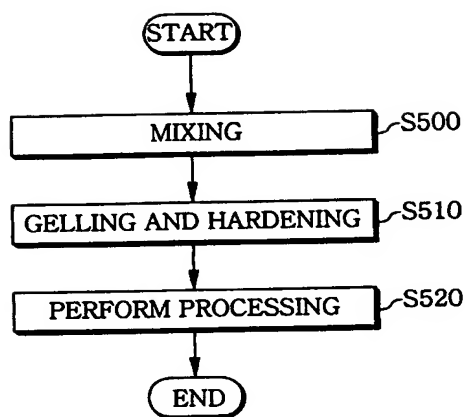 START
MIXING
S500
GELLING AND HARDENING
S510
PERFORM PROCESSING
S520
END